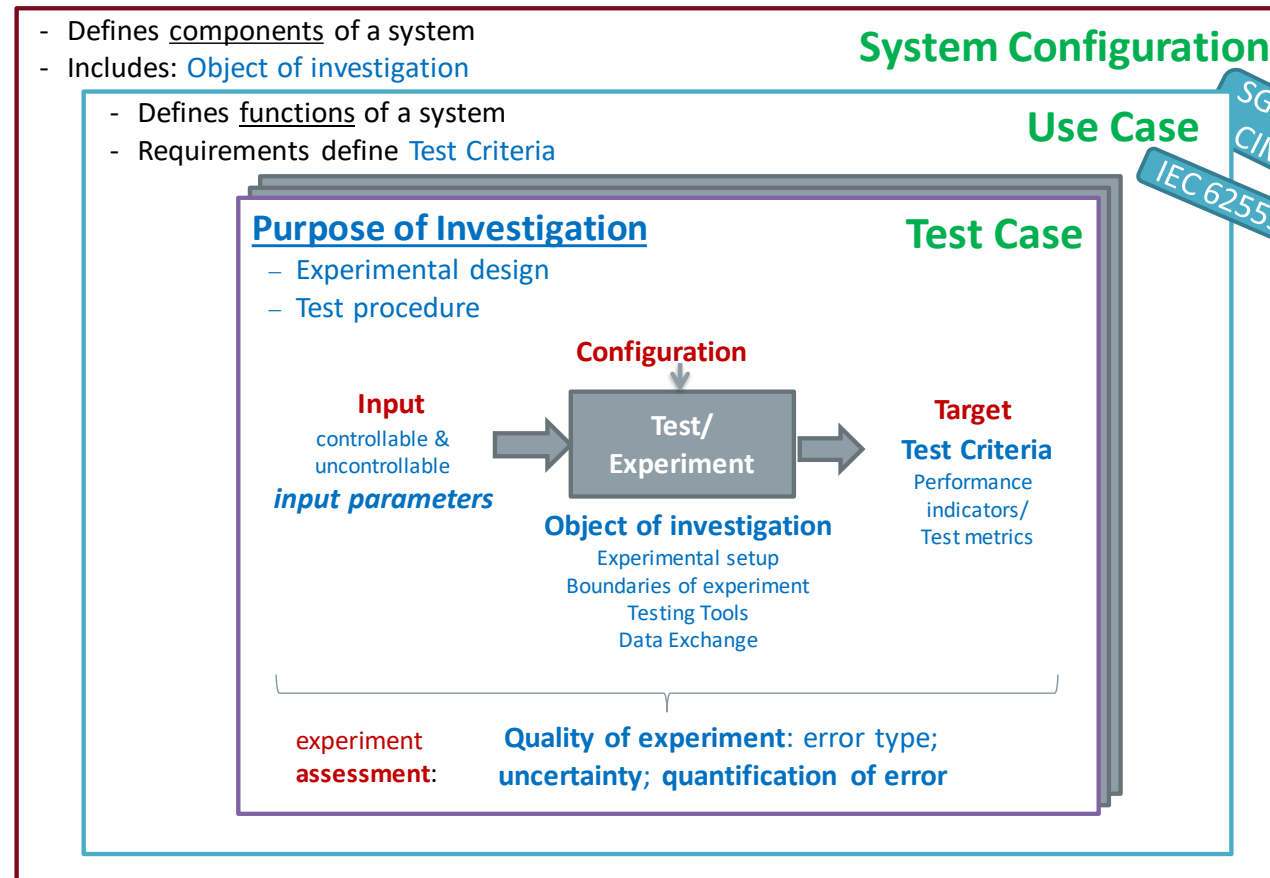 - Defines components of a system
- Includes: Object of investigation
System Configuration
- Defines functions of a system
- Requirements define Test Criteria
Use Case
IEC 6255
Purpose of Investigation
– Experimental design
– Test procedure
Test Case
Configuration
Input
controllable &
uncontrollable
input parameters
Test/
Experiment
Target
Test Criteria
Performance
indicators/
Test metrics
Object of investigation
Experimental setup
Boundaries of experiment
Testing Tools
Data Exchange
experiment
assessment:
Quality of experiment: error type;
uncertainty; quantification of error